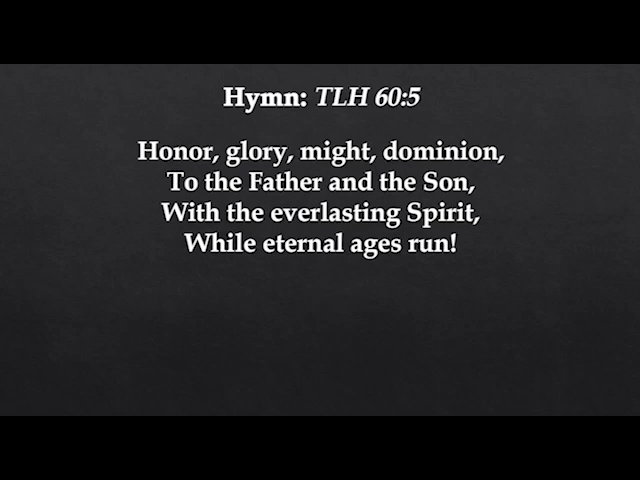 Hymn: TLH 60:5
Honor, glory, might, dominion,
To the Father and the Son,
With the everlasting Spirit,
While eternal ages run!